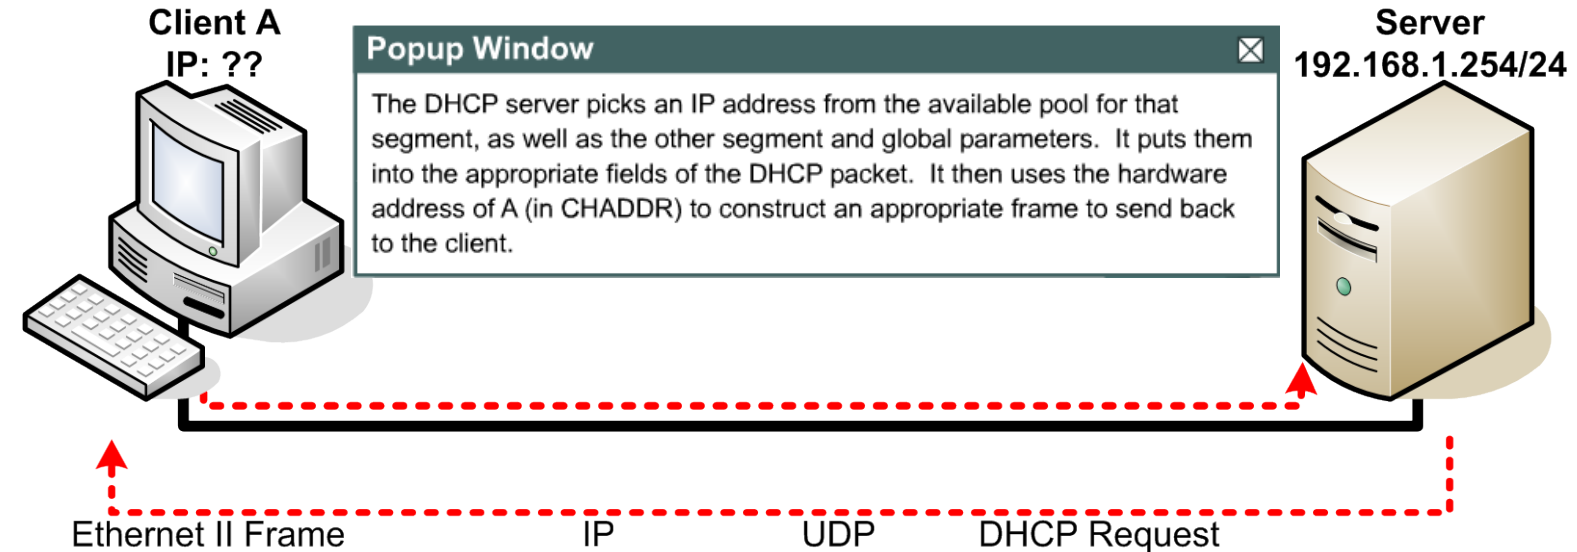 Client A
IP: ??
Popup Window
The DHCP server picks an IP address from the available pool for that
segment, as well as the other segment and global parameters.  It puts them
into the appropriate fields of the DHCP packet.  It then uses the hardware
address of A (in CHADDR) to construct an appropriate frame to send back
to the client.
Server
192.168.1.254/24
Ethernet II Frame IP UDP DHCP Request